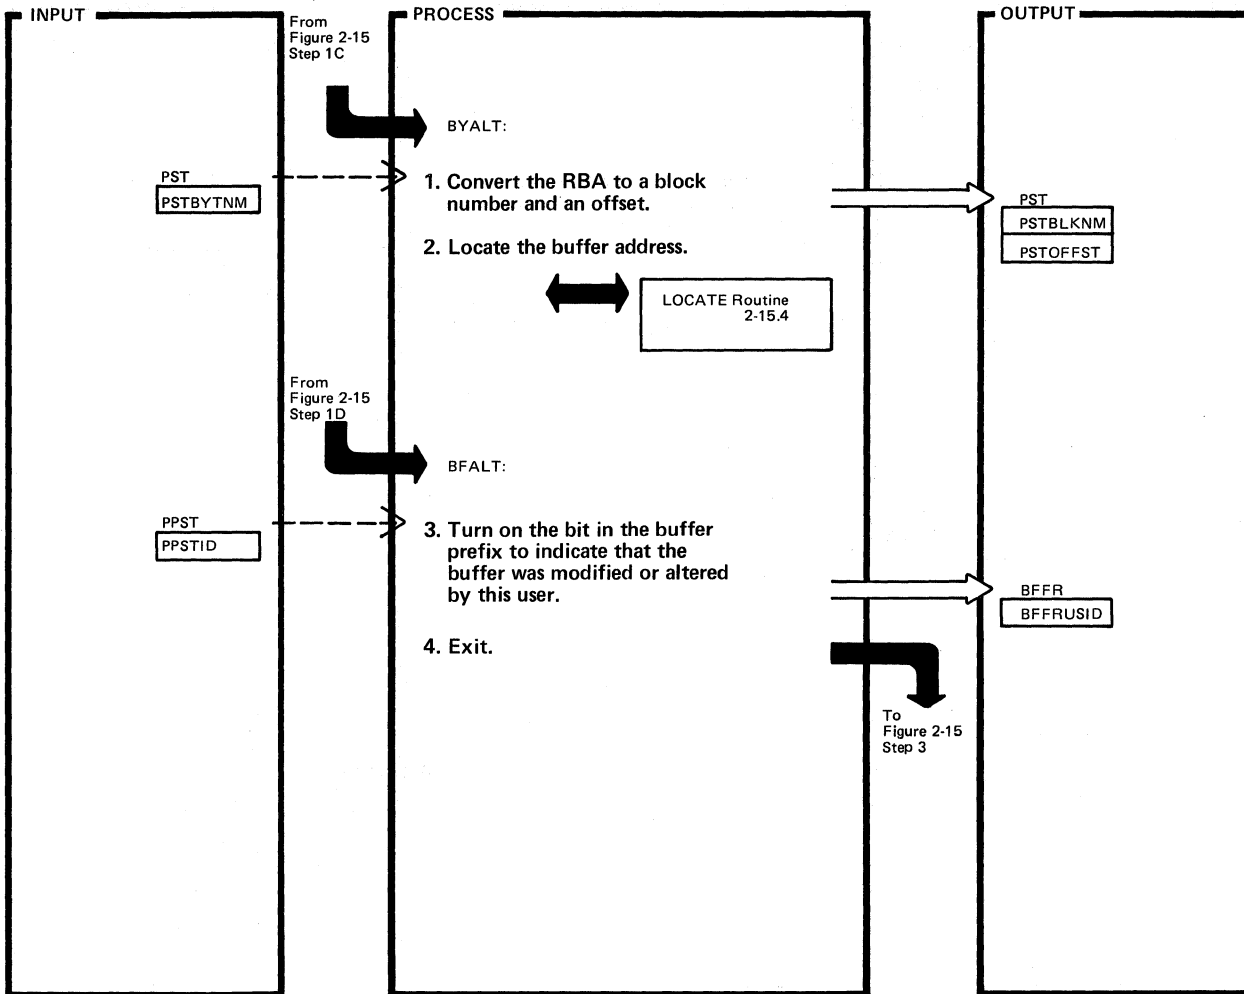 INPUT
PROCESS
OUTPUT
From
Figure 2-15
Step 1C
BYALT:
PST
PSTBYTNM
1. Convert the RBA to a block
number and an offset.
PST
PSTBLKNM
PSTOFFST
2. Locate the buffer address.
LOCATE Routine
2-15.4
From
Figure 2-15
Step 1D
BFALT:
PPST
PPSTID
3. Turn on the bit in the buffer
prefix to indicate that the
buffer was modified or altered
by this user.
BFFR
BFFRUSID
4. Exit.
To
Figure 2-15
Step 3